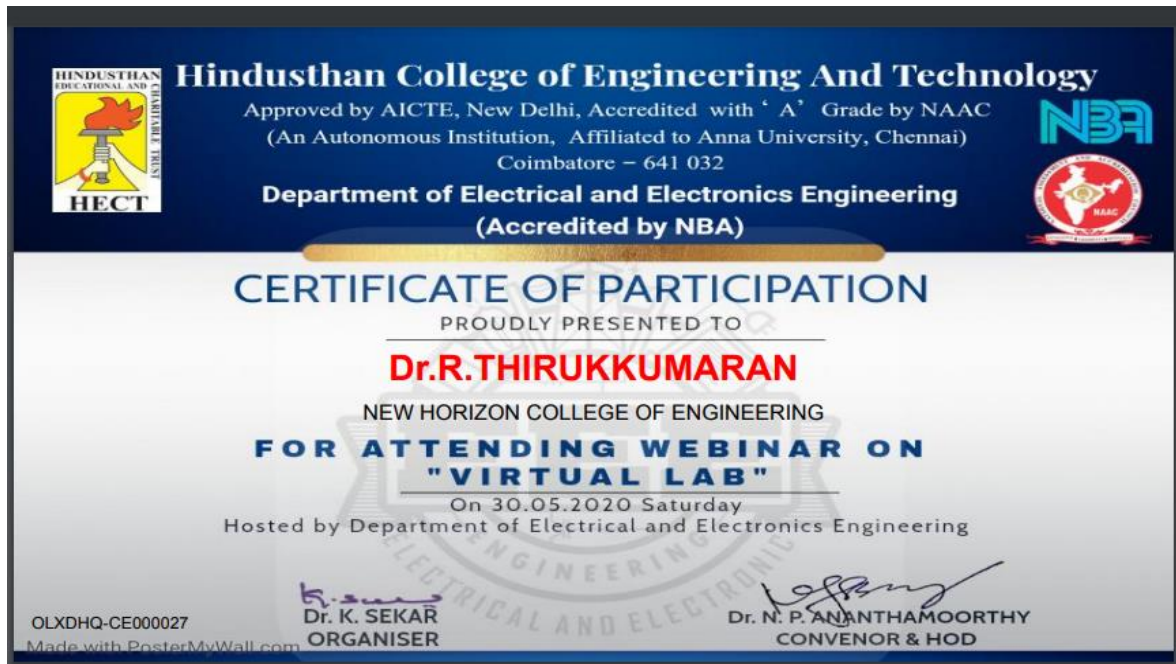 HINDUSTHAN
EDUCATIONAL AND
CHARITABLE TRUST
HECT
Hindusthan College of Engineering And Technology
Approved by AICTE, New Delhi, Accredited with ‘ A’ Grade by NAAC
(An Autonomous Institution, Affiliated to Anna University, Chennai)
Coimbatore – 641 032
Department of Electrical and Electronics Engineering
(Accredited by NBA)
NBA
NAAC
CERTIFICATE OF PARTICIPATION
PROUDLY PRESENTED TO
Dr.R.THIRUKKUMARAN
NEW HORIZON COLLEGE OF ENGINEERING
FOR ATTENDING WEBINAR ON
"VIRTUAL LAB"
On 30.05.2020 Saturday
Hosted by Department of Electrical and Electronics Engineering
EEE
ENGINEERING
ELECTRICAL AND ELECTRONIC
Dr. K. SEKAR
ORGANISER
Dr. N. P. ANANTHAMOORTHY
CONVENOR & HOD
OLXDHQ-CE000027
Made with PosterMyWall.com